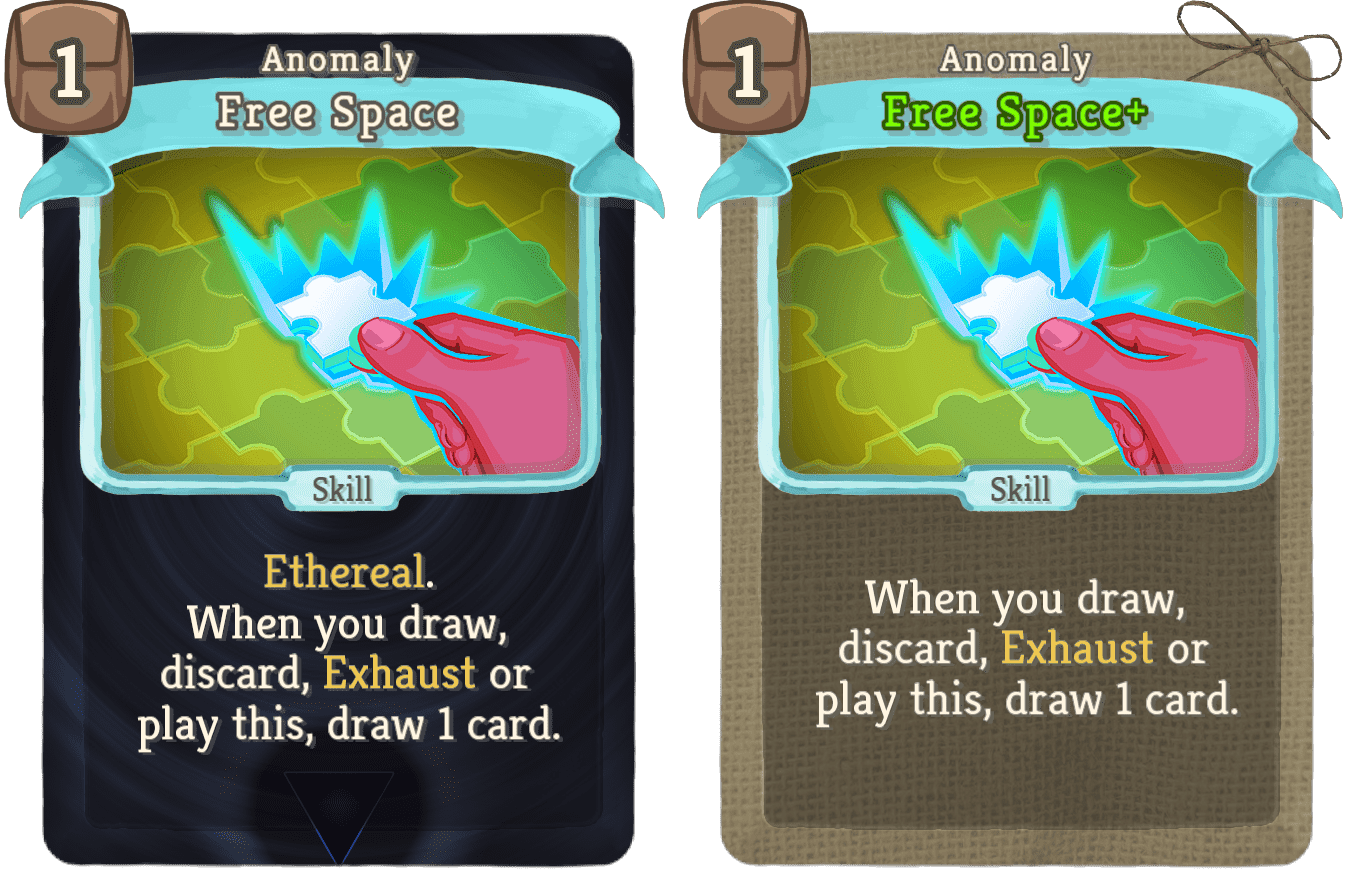 1
Anomaly
Free Space
Skill
Ethereal.
When you draw,
discard, Exhaust or
play this, draw 1 card.
1
Anomaly
Free Space+
Skill
When you draw,
discard, Exhaust or
play this, draw 1 card.